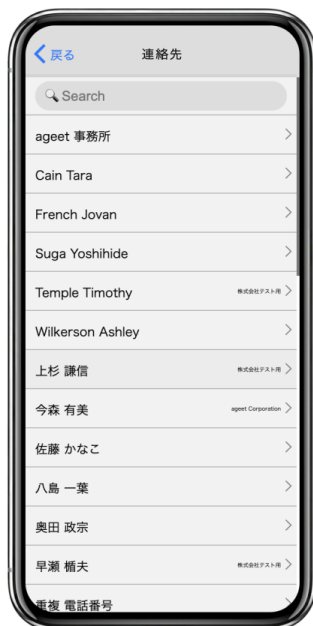 戻る 連絡先
Search
ageet 事務所
Cain Tara
French Jovan
Suga Yoshihide
Temple Timothy 株式会社テスト用
Wilkerson Ashley
上杉 謙信 株式会社テスト用
今森 有美 ageet Corporation
佐藤 かなこ
八島 一葉
奥田 政宗
早瀬 楯夫 株式会社テスト用
重複 電話番号